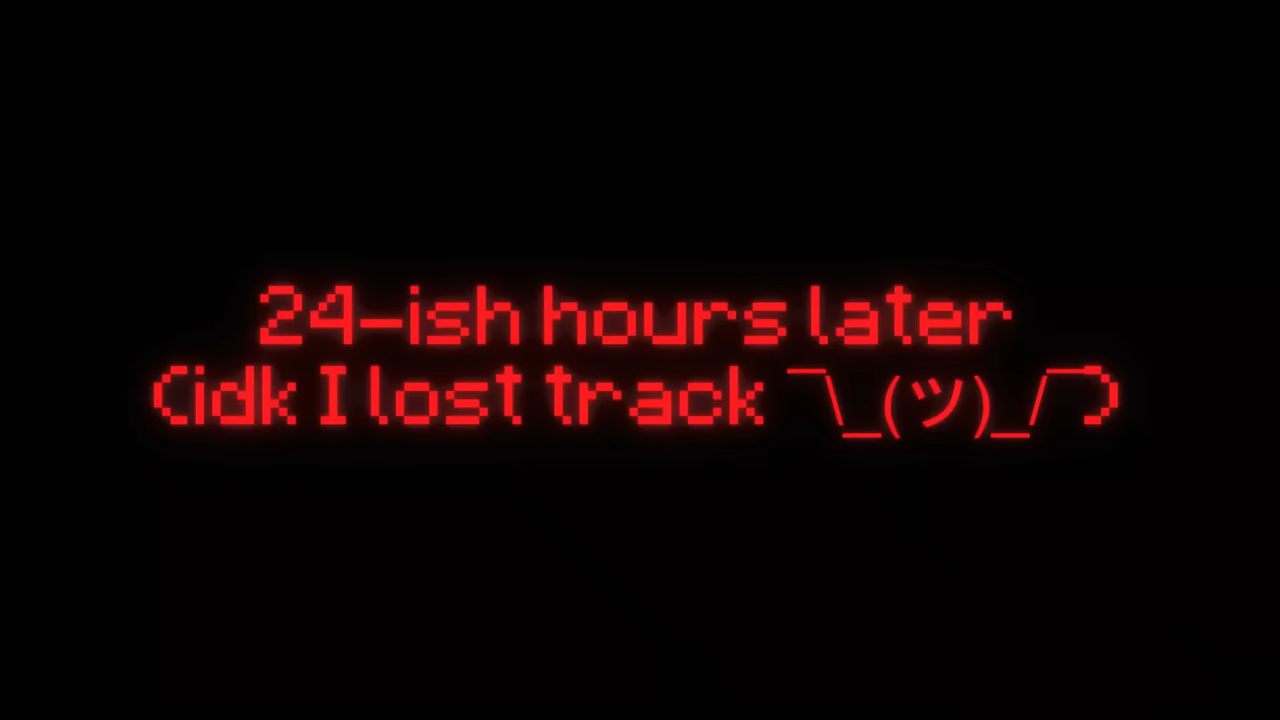 24-ish hours later
(idk I lost track ¯\_(ツ)_/¯)